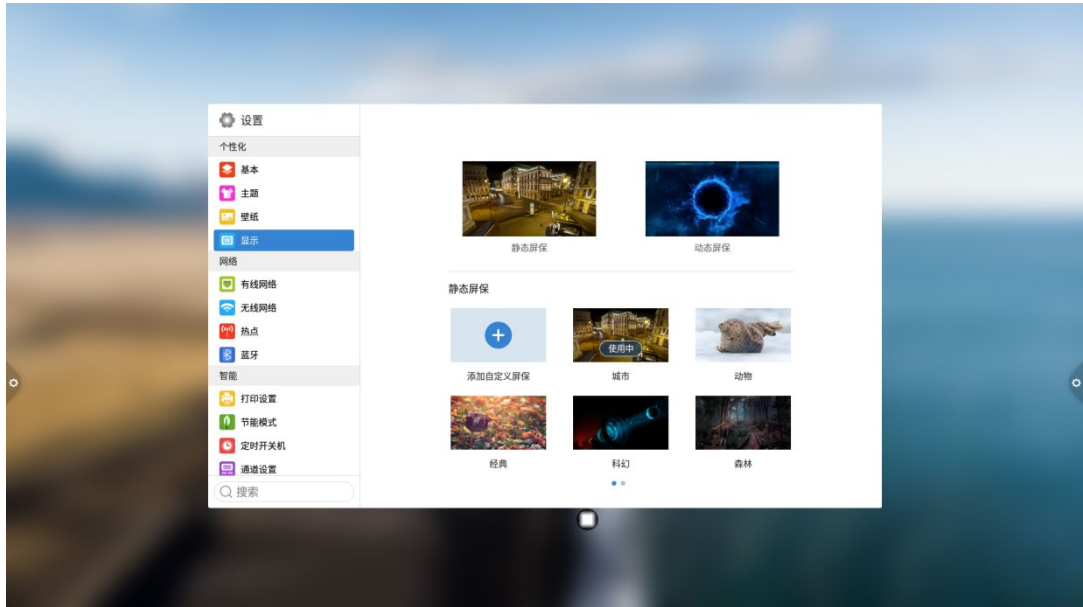 设置
个性化
基本
主题
壁纸
显示
网络
有线网络
无线网络
热点
蓝牙
智能
打印设置
节能模式
定时开关机
通道设置
搜索
静态屏保
动态屏保
静态屏保
添加自定义屏保
使用中
城市
动物
经典
科幻
森林